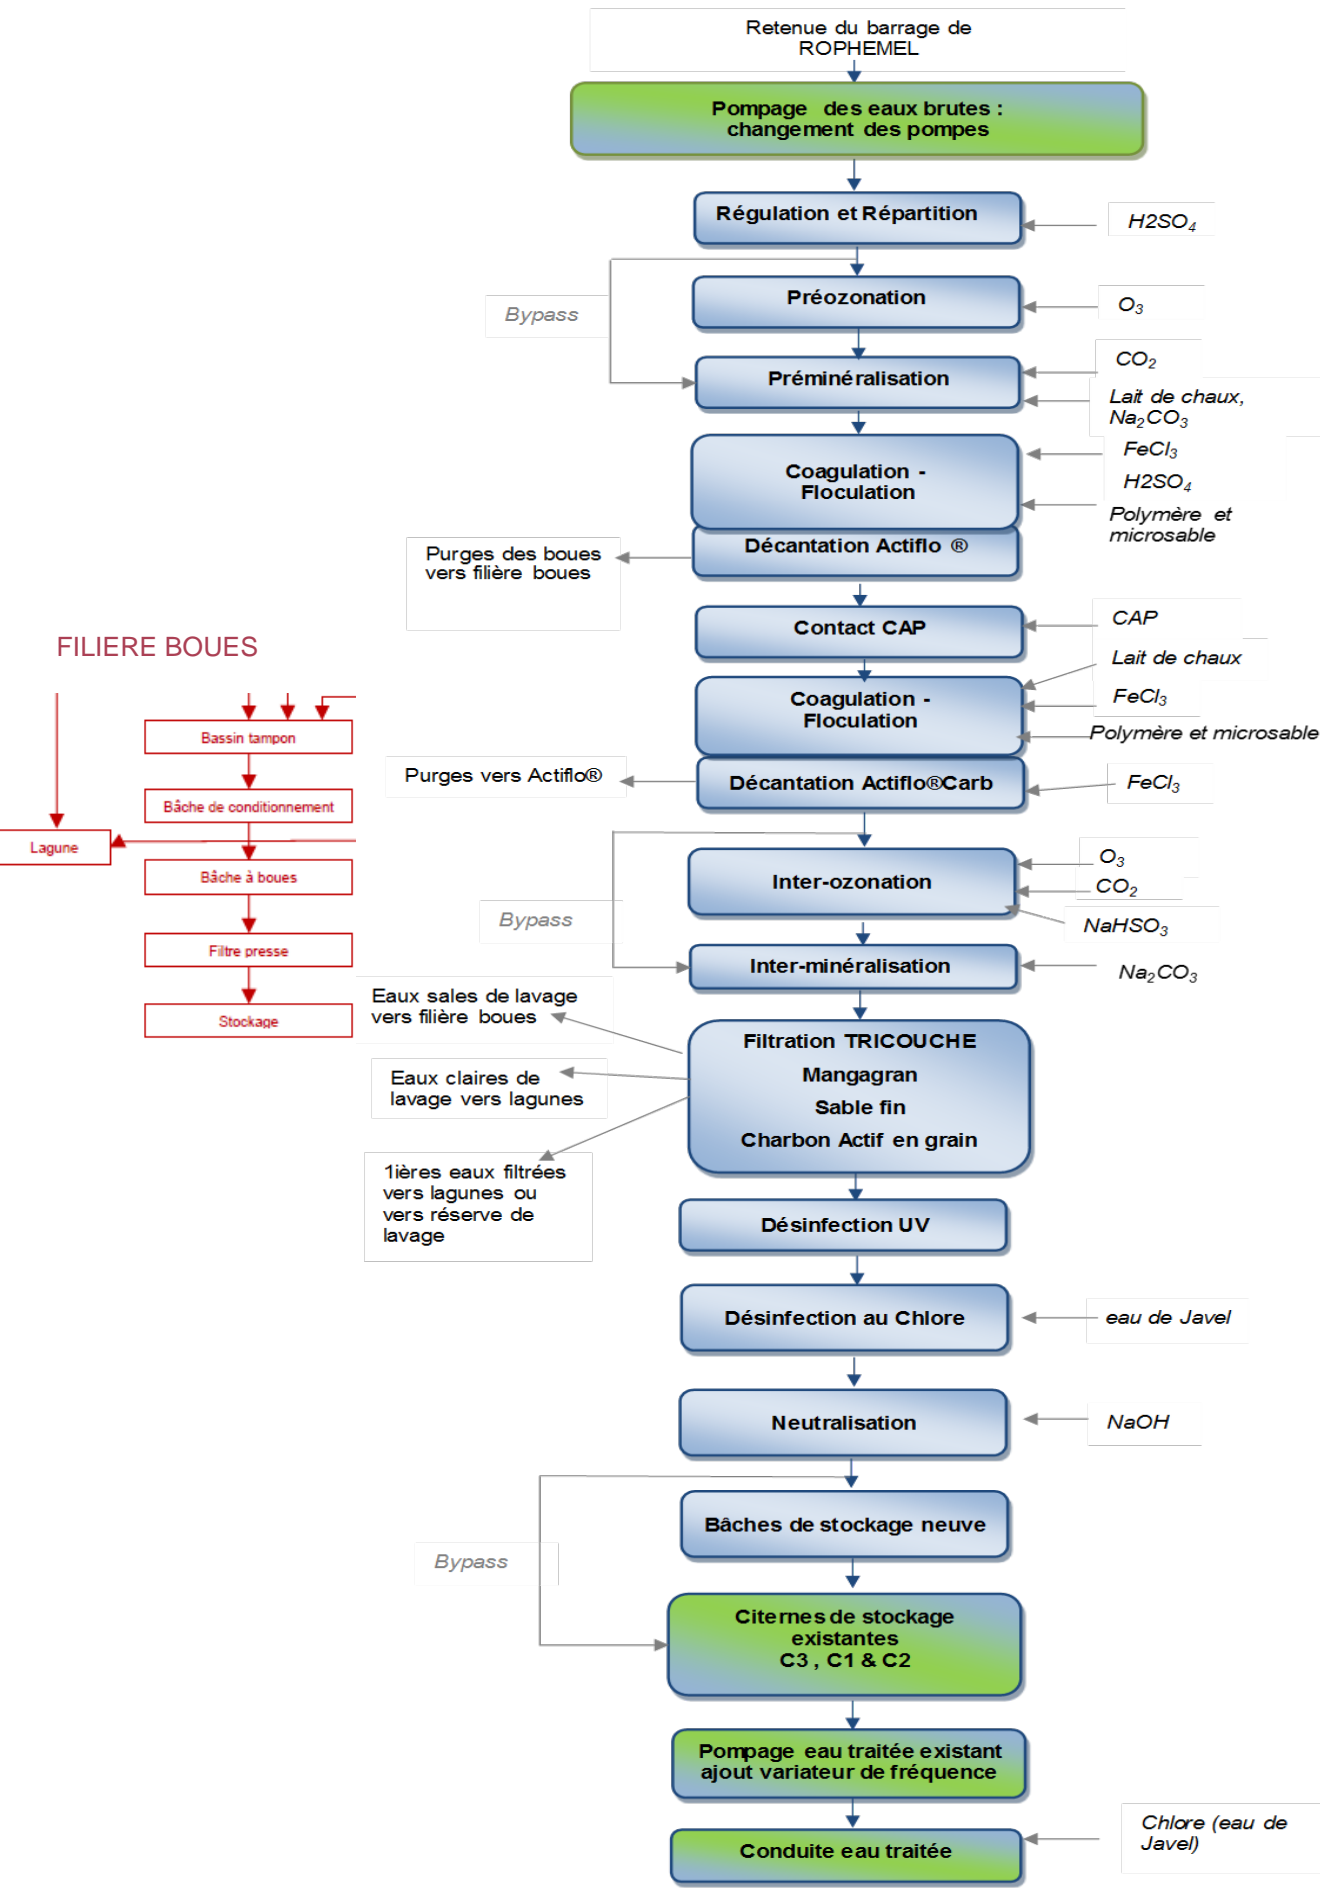 Retenue du barrage de
ROPHEMEL
Pompage des eaux brutes :
changement des pompes
Régulation et Répartition
H2SO4
Bypass
Préozonation
O3
Préminéralisation
CO2
Lait de chaux,
Na2CO3
Coagulation -
Floculation
FeCl3
H2SO4
Polymère et
microsable
Décantation Actiflo ®
Purges des boues
vers filière boues
Contact CAP
CAP
Lait de chaux
Coagulation -
Floculation
FeCl3
Polymère et microsable
Purges vers Actiflo®
Décantation Actiflo®Carb
FeCl3
Inter-ozonation
O3
CO2
NaHSO3
Bypass
Inter-minéralisation
Na2CO3
FILIERE BOUES
Bassin tampon
Bâche de conditionnement
Lagune
Bâche à boues
Filtre presse
Stockage
Eaux sales de lavage
vers filière boues
Eaux claires de
lavage vers lagunes
1ières eaux filtrées
vers lagunes ou
vers réserve de
lavage
Filtration TRICOUCHE
Mangagran
Sable fin
Charbon Actif en grain
Désinfection UV
Désinfection au Chlore
eau de Javel
Neutralisation
NaOH
Bâches de stockage neuve
Bypass
Citernes de stockage
existantes
C3 , C1 & C2
Pompage eau traitée existant
ajout variateur de fréquence
Conduite eau traitée
Chlore (eau de
Javel)